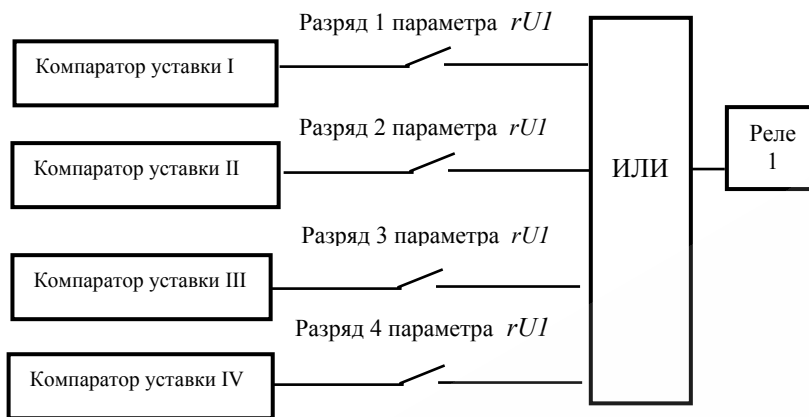 Разряд 1 параметра rU1
Компаратор уставки I
Разряд 2 параметра rU1
Компаратор уставки II
ИЛИ
Реле
1
Разряд 3 параметра rU1
Компаратор уставки III
Разряд 4 параметра rU1
Компаратор уставки IV